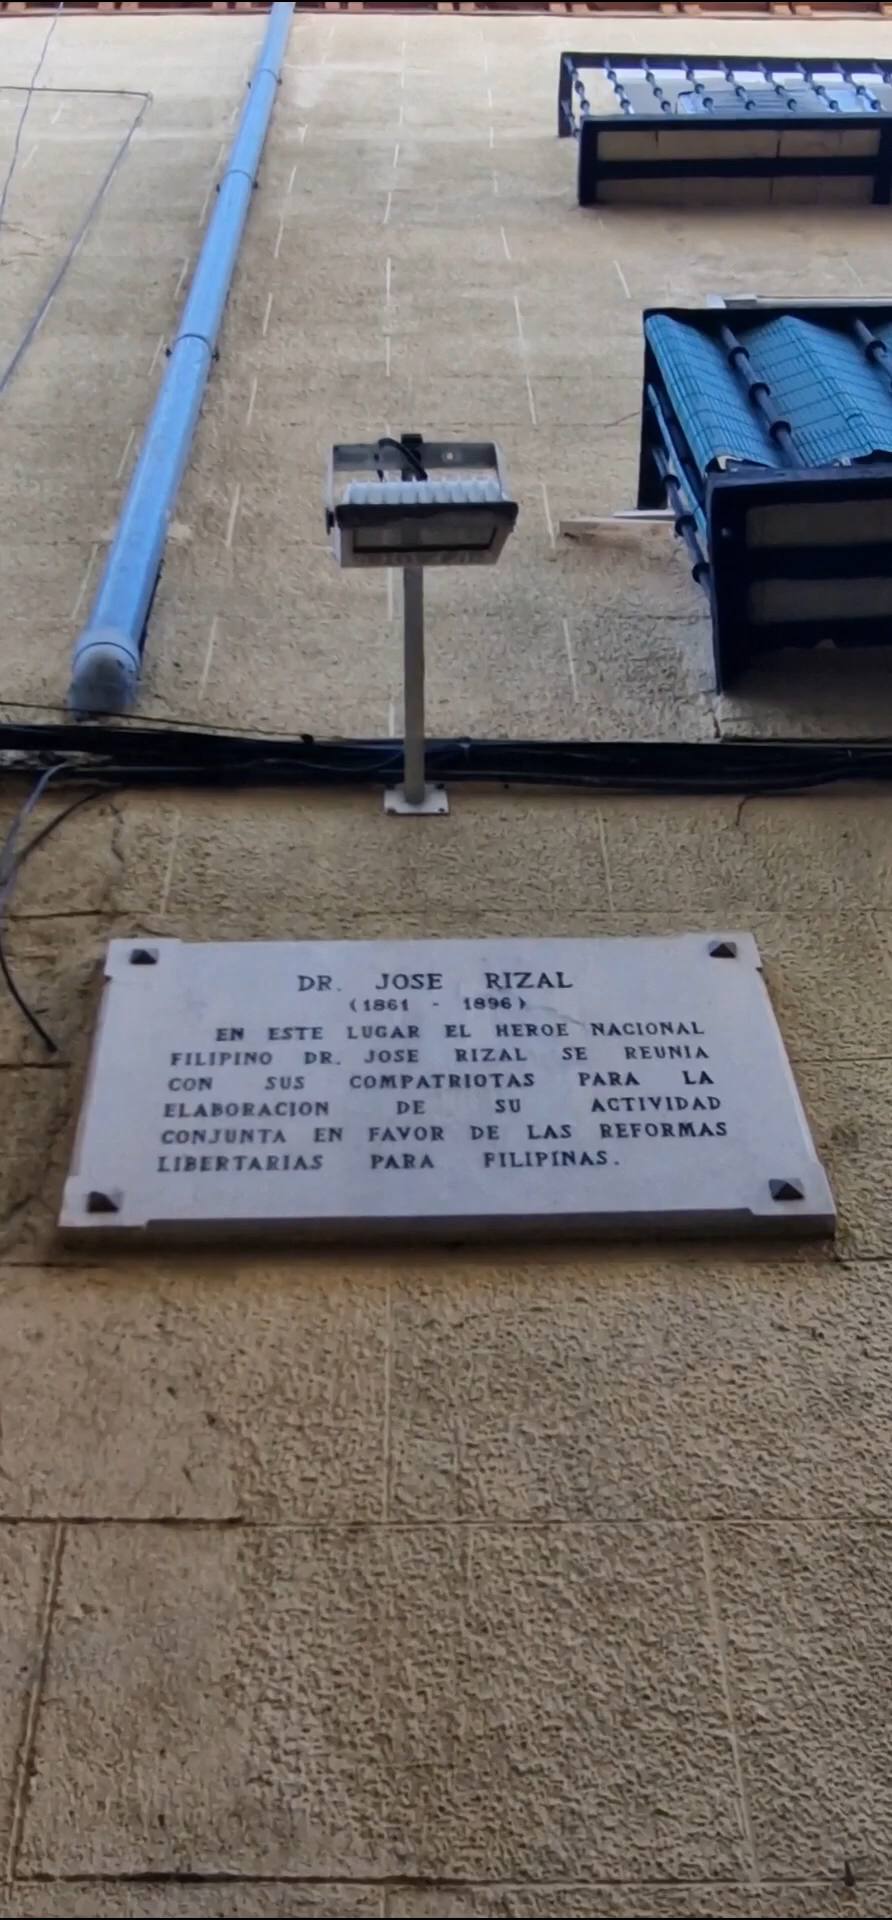 DR. JOSE RIZAL
(1861 - 1896)
EN ESTE LUGAR EL HEROE NACIONAL
FILIPINO DR. JOSE RIZAL SE REUNIA
CON SUS COMPATRIOTAS PARA LA
ELABORACION DE SU ACTIVIDAD
CONJUNTA EN FAVOR DE LAS REFORMAS
LIBERTARIAS PARA FILIPINAS.